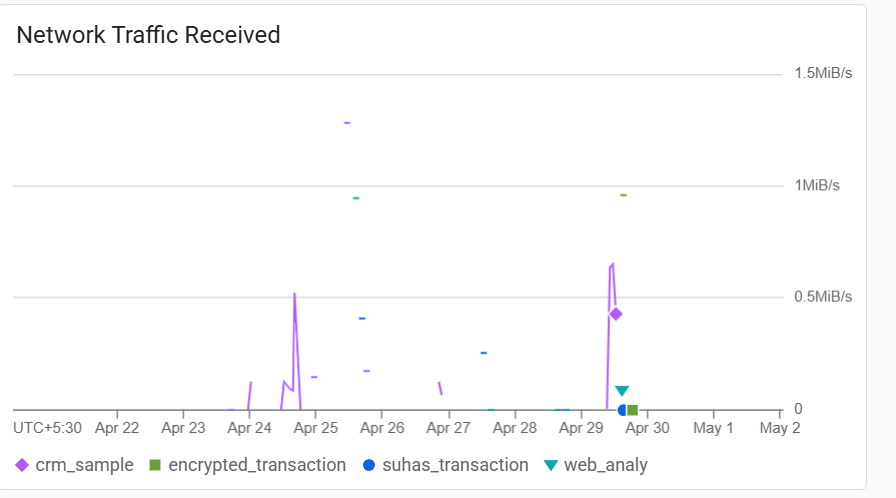 Network Traffic Received
1.5MiB/s
1MiB/s
0.5MiB/s
0
UTC+5:30 Apr 22 Apr 23 Apr 24 Apr 25 Apr 26 Apr 27 Apr 28 Apr 29 Apr 30 May 1 May 2
crm_sample encrypted_transaction suhas_transaction web_analy